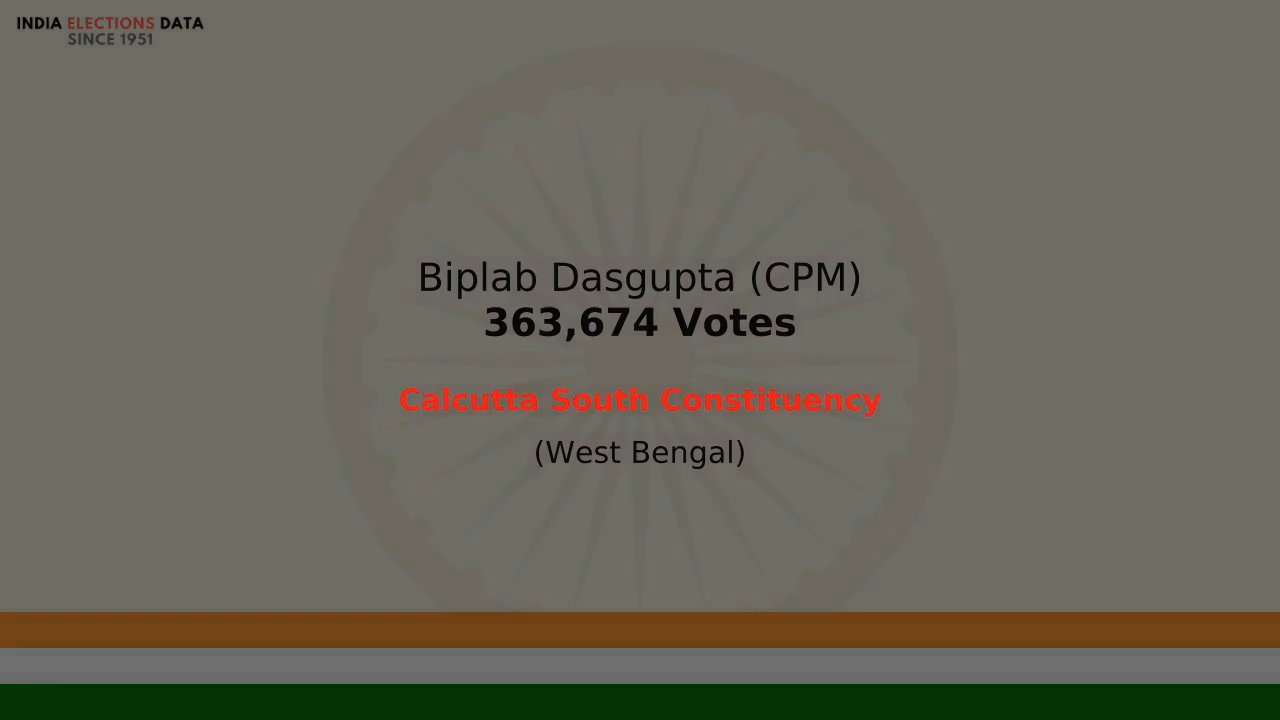 INDIA ELECTIONS DATA
SINCE 1951
Biplab Dasgupta (CPM)
363,674 Votes
Calcutta South Constituency
(West Bengal)